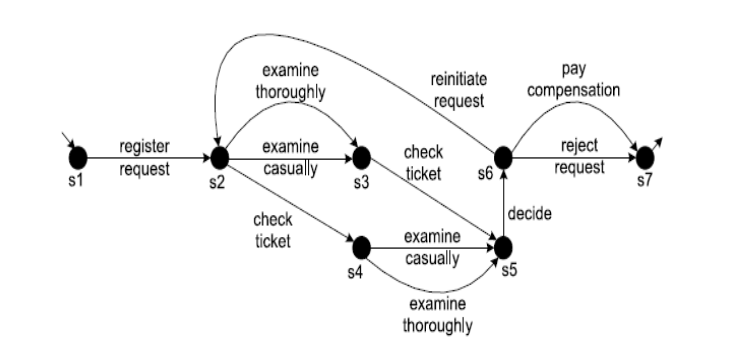 examine
thoroughly
reinitiate
request
pay
compensation
register
request
examine
casually
check
ticket
reject
request
s1
s2
s3
s6
s7
check
ticket
decide
examine
casually
s4
s5
examine
thoroughly